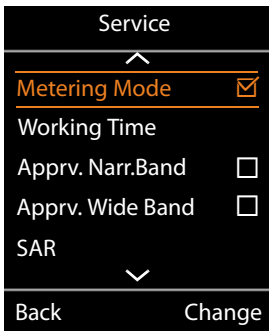 Service
Metering Mode
Working Time
Apprv. Narr.Band
Apprv. Wide Band
SAR
Back Change